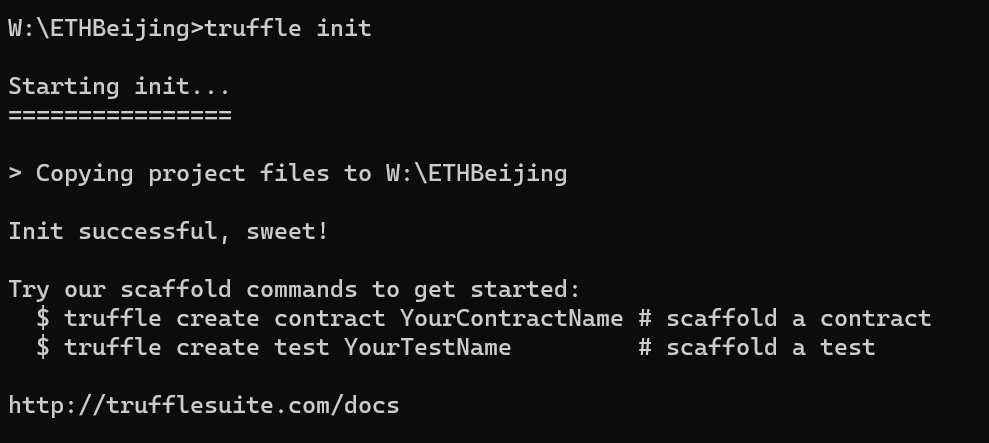 W:\ETHBeijing>truffle init
Starting init...
================
> Copying project files to W:\ETHBeijing
Init successful, sweet!
Try our scaffold commands to get started:
  $ truffle create contract YourContractName # scaffold a contract
  $ truffle create test YourTestName         # scaffold a test
http://trufflesuite.com/docs